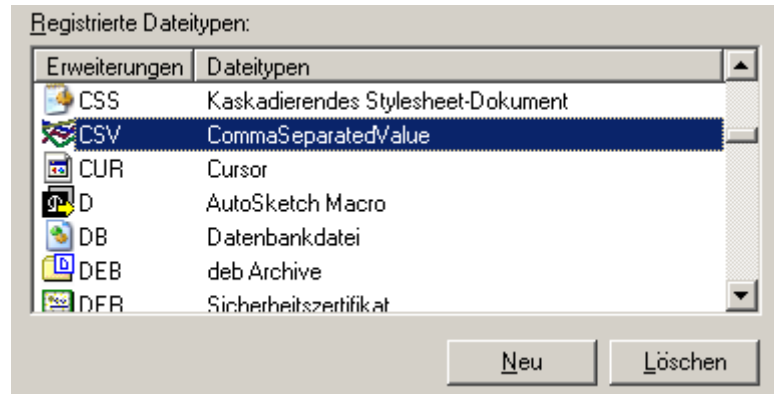 Registrierte Dateitypen:
Erweiterungen Dateitypen
CSS Kaskadierendes Stylesheet-Dokument
CSV CommaSeparatedValue
CUR Cursor
D AutoSketch Macro
DB Datenbankdatei
DEB deb Archive
DER Sicherheitszertifikat
Neu Löschen